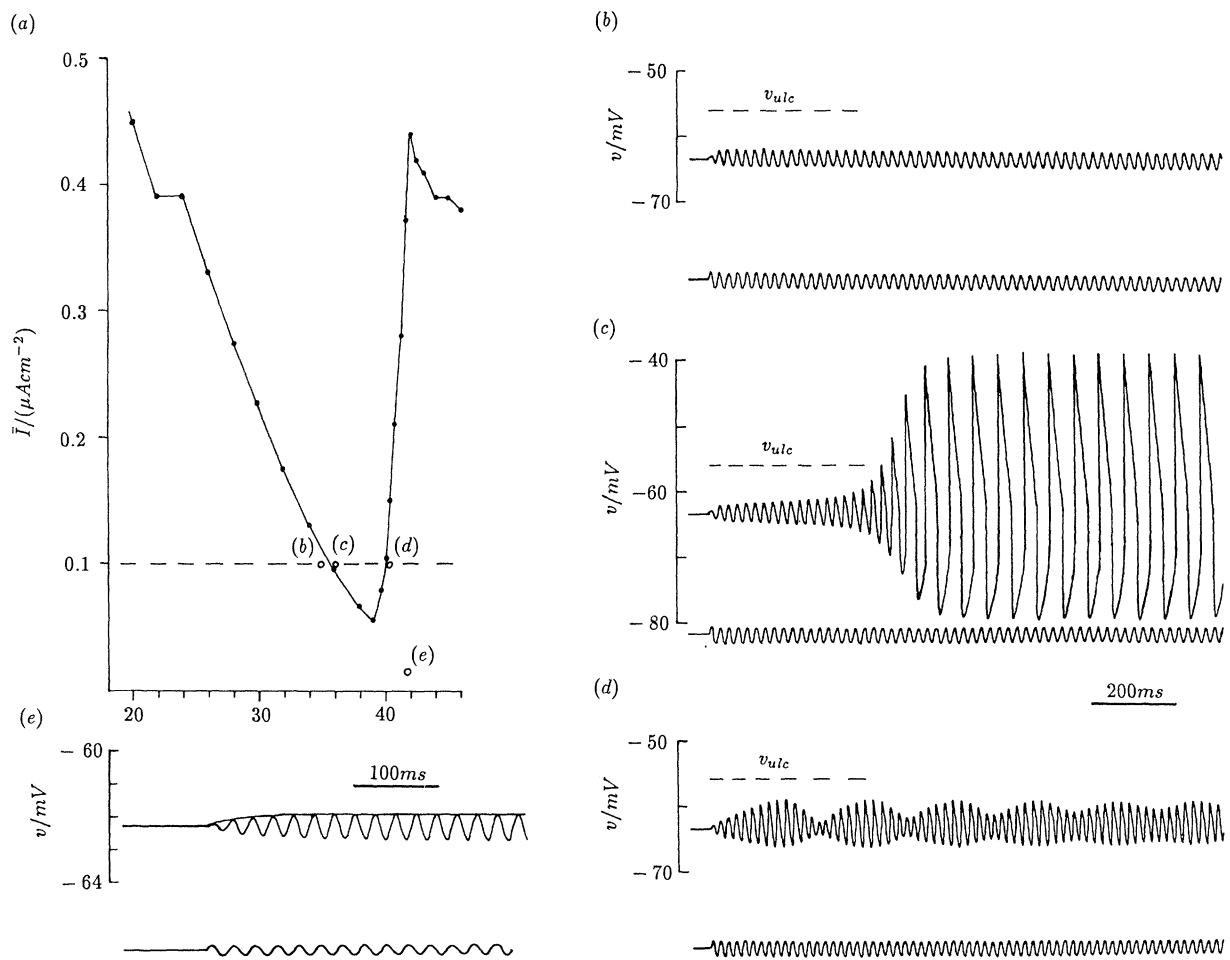 (a)
0.5
0.4
0.3
0.2
0.1
Ī/(μAcm⁻²)
(b)
(c)
(d)
(e)
20
30
40
(b)
− 50
− 70
v/mV
v_ulc
(c)
− 40
− 60
− 80
v/mV
v_ulc
(d)
200ms
− 50
− 70
v/mV
v_ulc
(e)
− 60
− 64
v/mV
100ms